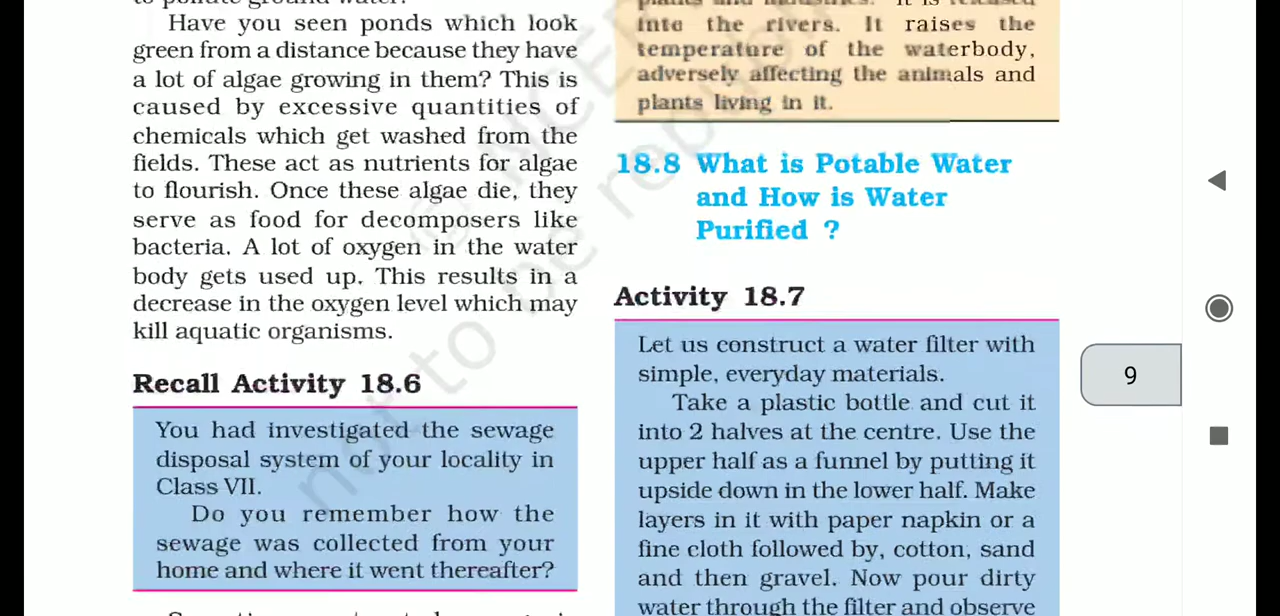 Have you seen ponds which look
green from a distance because they have
a lot of algae growing in them? This is
caused by excessive quantities of
chemicals which get washed from the
fields. These act as nutrients for algae
to flourish. Once these algae die, they
serve as food for decomposers like
bacteria. A lot of oxygen in the water
body gets used up. This results in a
decrease in the oxygen level which may
kill aquatic organisms.
Recall Activity 18.6
You had investigated the sewage
disposal system of your locality in
Class VII.
Do you remember how the
sewage was collected from your
home and where it went thereafter?
into the rivers. It raises the
temperature of the waterbody,
adversely affecting the animals and
plants living in it.
18.8 What is Potable Water
and How is Water
Purified ?
Activity 18.7
Let us construct a water filter with
simple, everyday materials.
Take a plastic bottle and cut it
into 2 halves at the centre. Use the
upper half as a funnel by putting it
upside down in the lower half. Make
layers in it with paper napkin or a
fine cloth followed by, cotton, sand
and then gravel. Now pour dirty
water through the filter and observe
9
not to be republished